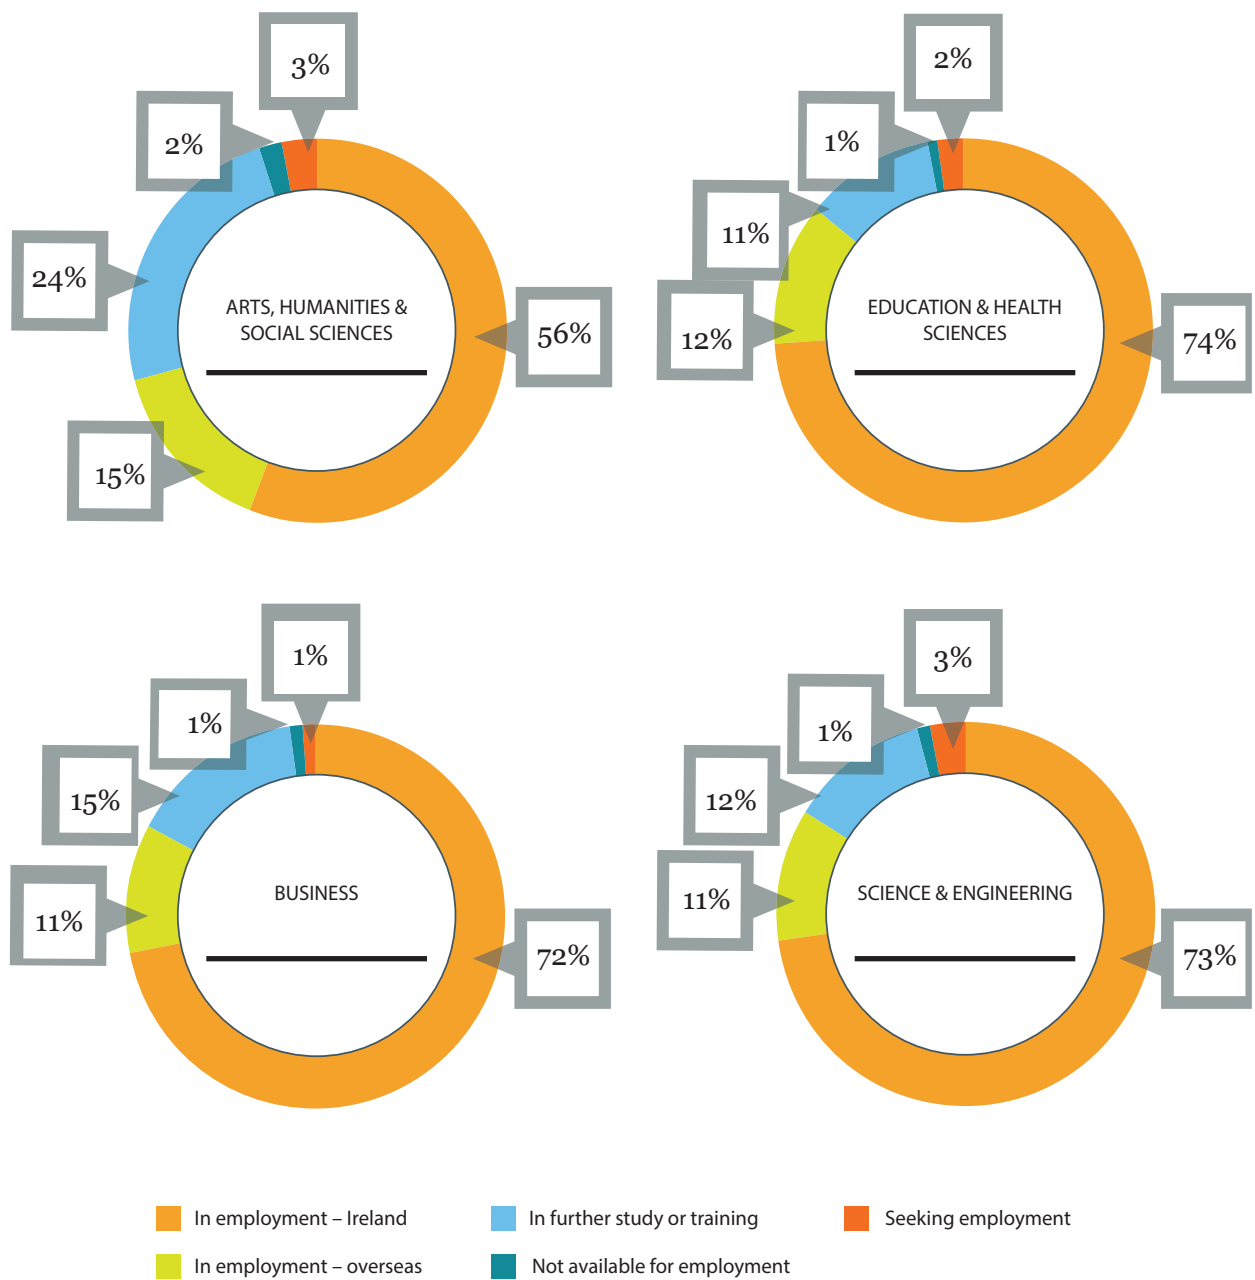 3%
2%
24%
ARTS, HUMANITIES &
SOCIAL SCIENCES
56%
15%
2%
1%
11%
12%
EDUCATION & HEALTH
SCIENCES
74%
1%
1%
15%
11%
BUSINESS
72%
3%
1%
12%
11%
SCIENCE & ENGINEERING
73%
In employment – Ireland
In further study or training
Seeking employment
In employment – overseas
Not available for employment